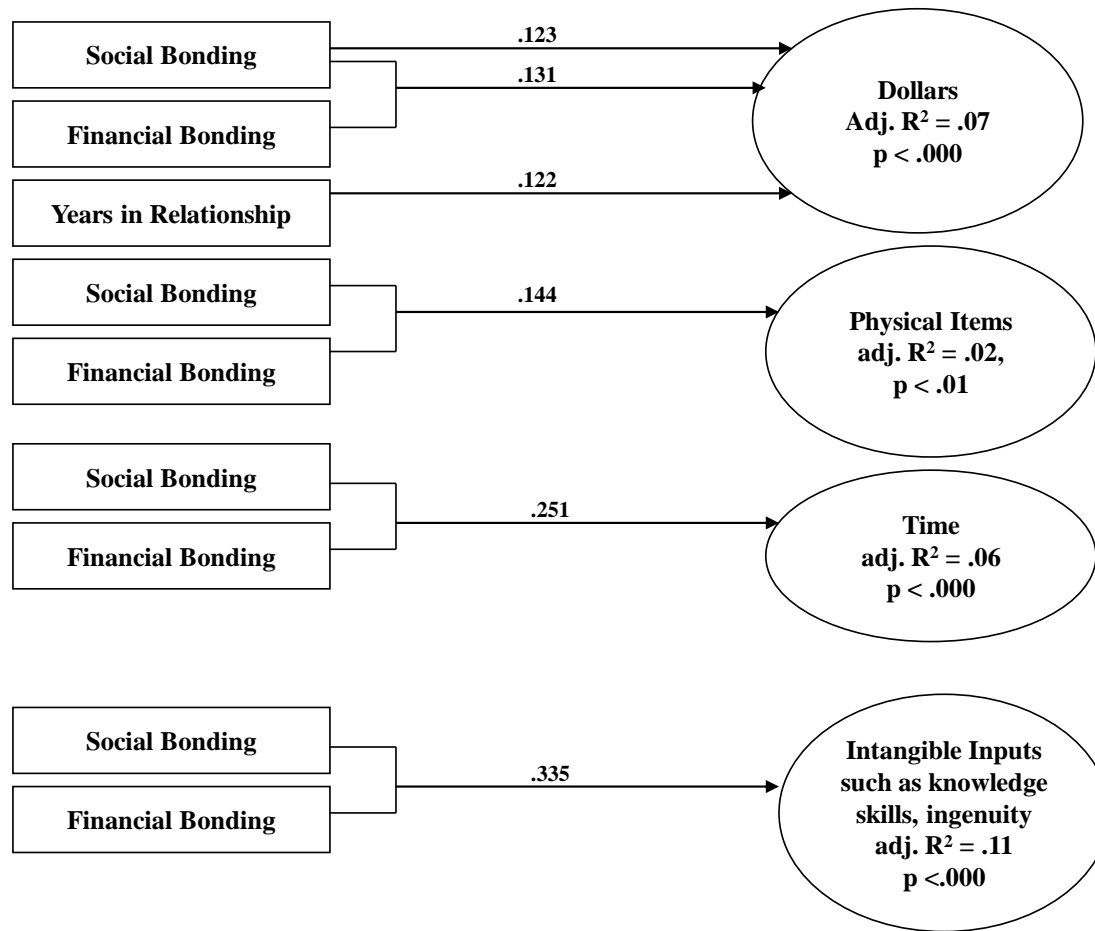 Social Bonding
.123
.131
Dollars
Adj. R² = .07
p < .000
Financial Bonding
Years in Relationship
.122
Social Bonding
.144
Physical Items
adj. R² = .02,
p < .01
Financial Bonding
Social Bonding
.251
Time
adj. R² = .06
p < .000
Financial Bonding
Social Bonding
.335
Intangible Inputs
such as knowledge
skills, ingenuity
adj. R² = .11
p <.000
Financial Bonding